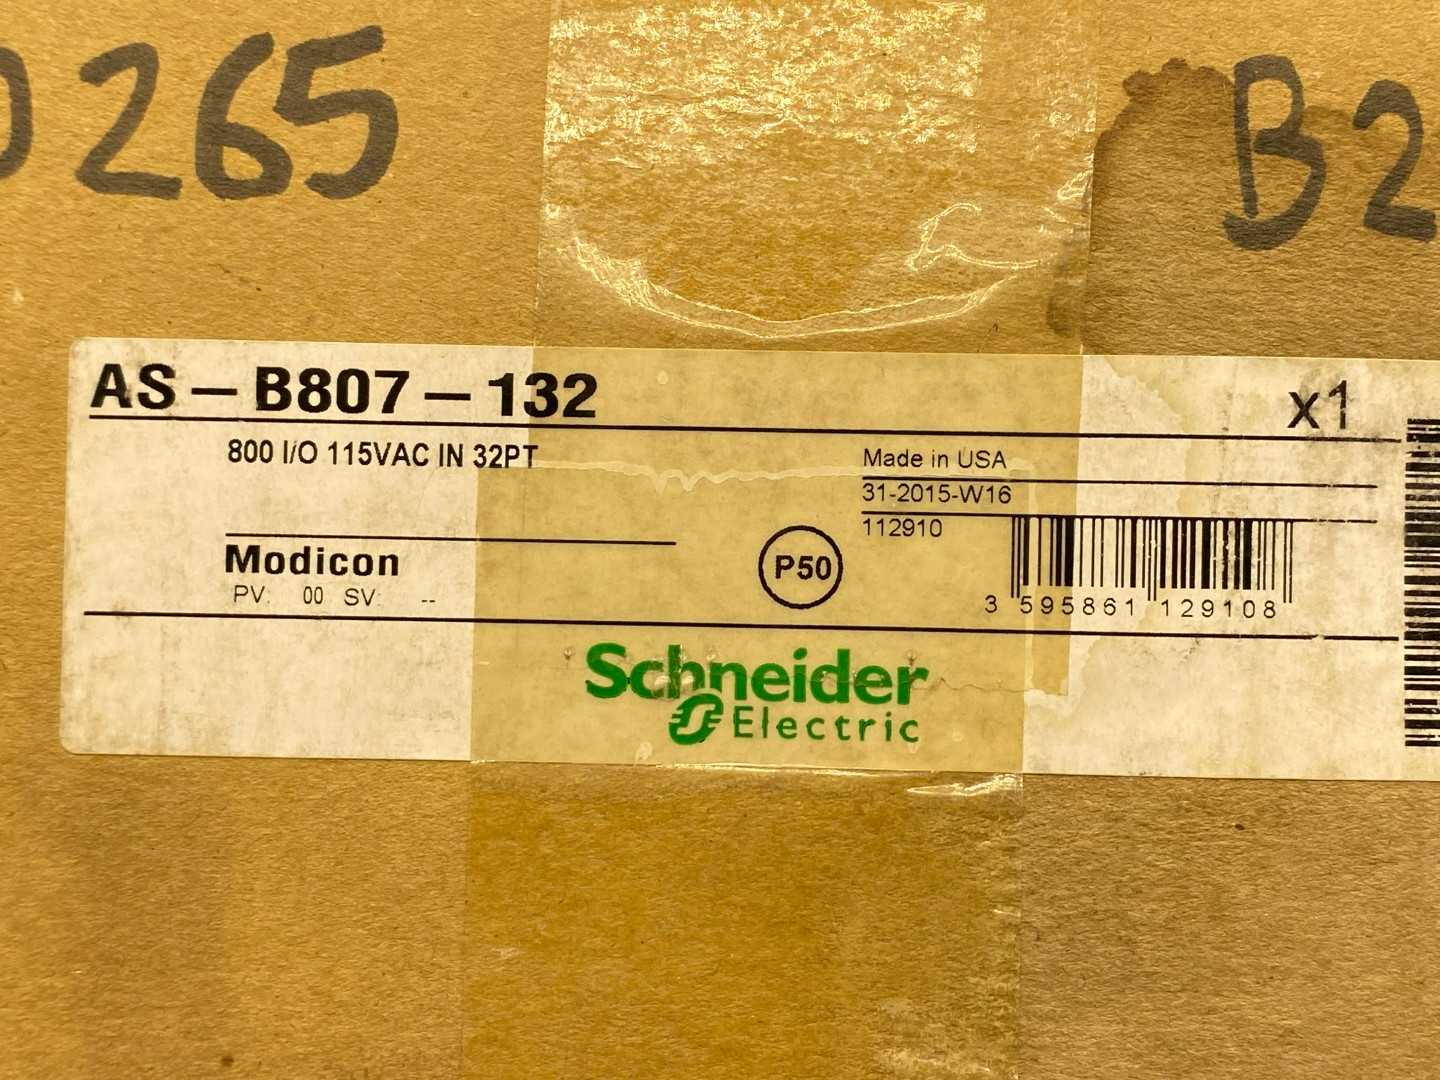 265
B2
AS-B807-132
x1
800 I/O 115VAC IN 32PT
Made in USA
31-2015-W16
112910
Modicon
PV: 00 SV: --
P50
3 595861 129108
Schneider
Electric